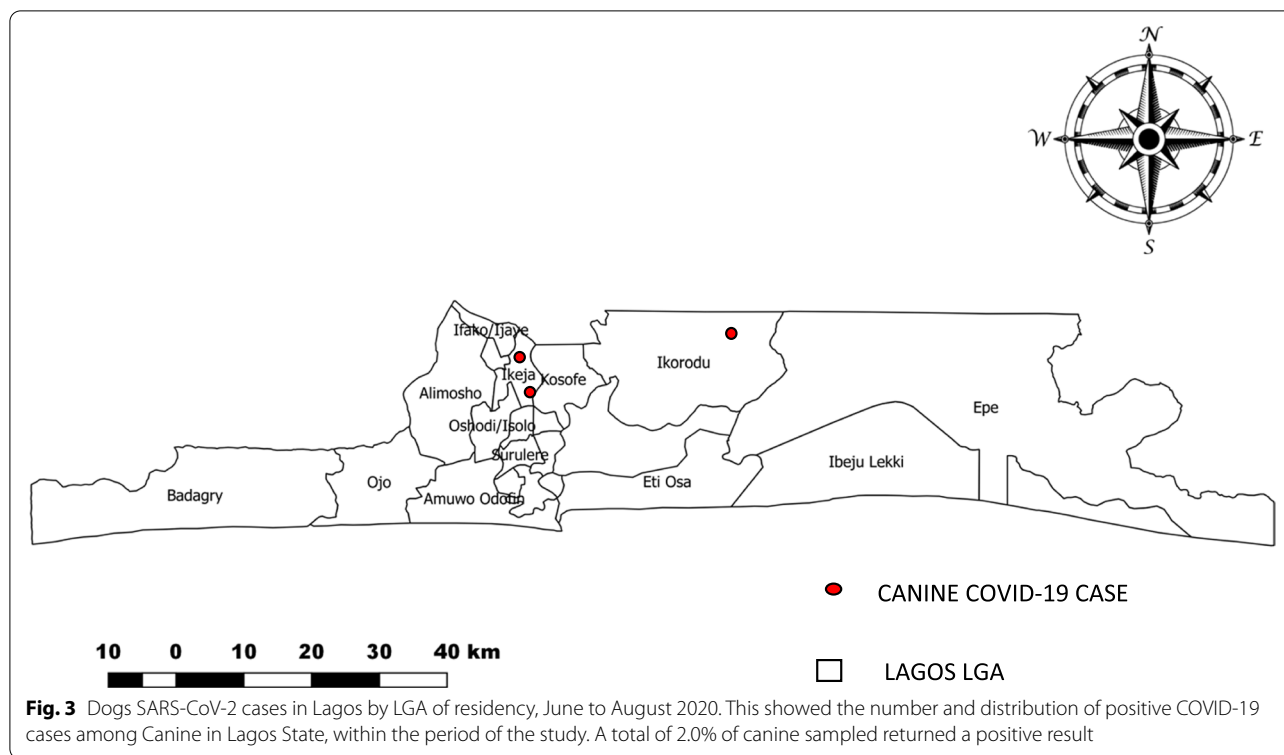 N
W E
S
Ifako/Ijaye
Ikorodu
Ikeja
Kosofe
Alimosho
Epe
Oshodi/Isolo
Surulere
Ibeju Lekki
Eti Osa
Ojo
Badagry
Amuwo Odofin
CANINE COVID-19 CASE
10 0 10 20 30 40 km
LAGOS LGA
Fig. 3 Dogs SARS-CoV-2 cases in Lagos by LGA of residency, June to August 2020. This showed the number and distribution of positive COVID-19
cases among Canine in Lagos State, within the period of the study. A total of 2.0% of canine sampled returned a positive result